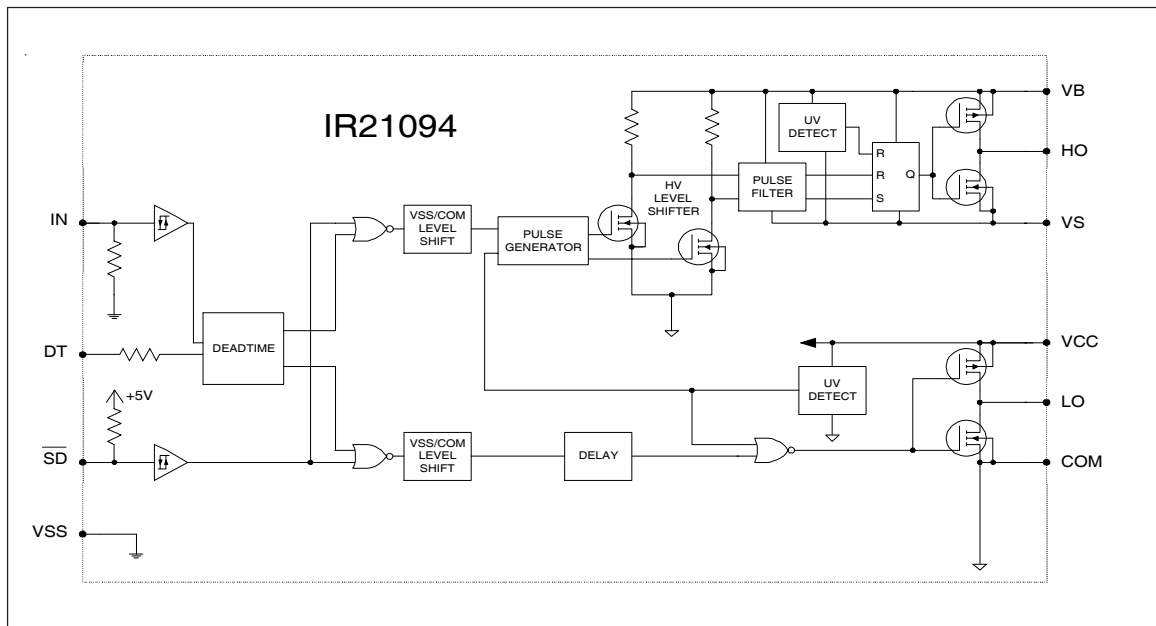 IR21094
VB
UV
DETECT
HO
R
R
Q
S
PULSE
FILTER
HV
LEVEL
SHIFTER
VS
IN
VSS/COM
LEVEL
SHIFT
PULSE
GENERATOR
DEADTIME
DT
VCC
UV
DETECT
LO
+5V
SD
VSS/COM
LEVEL
SHIFT
DELAY
COM
VSS